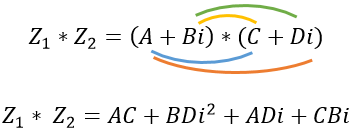 Z₁ * Z₂ = (A + Bi) * (C + Di)
Z₁ * Z₂ = AC + BDi² + ADi + CBi